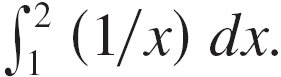 ∫₁² (1/x) dx.